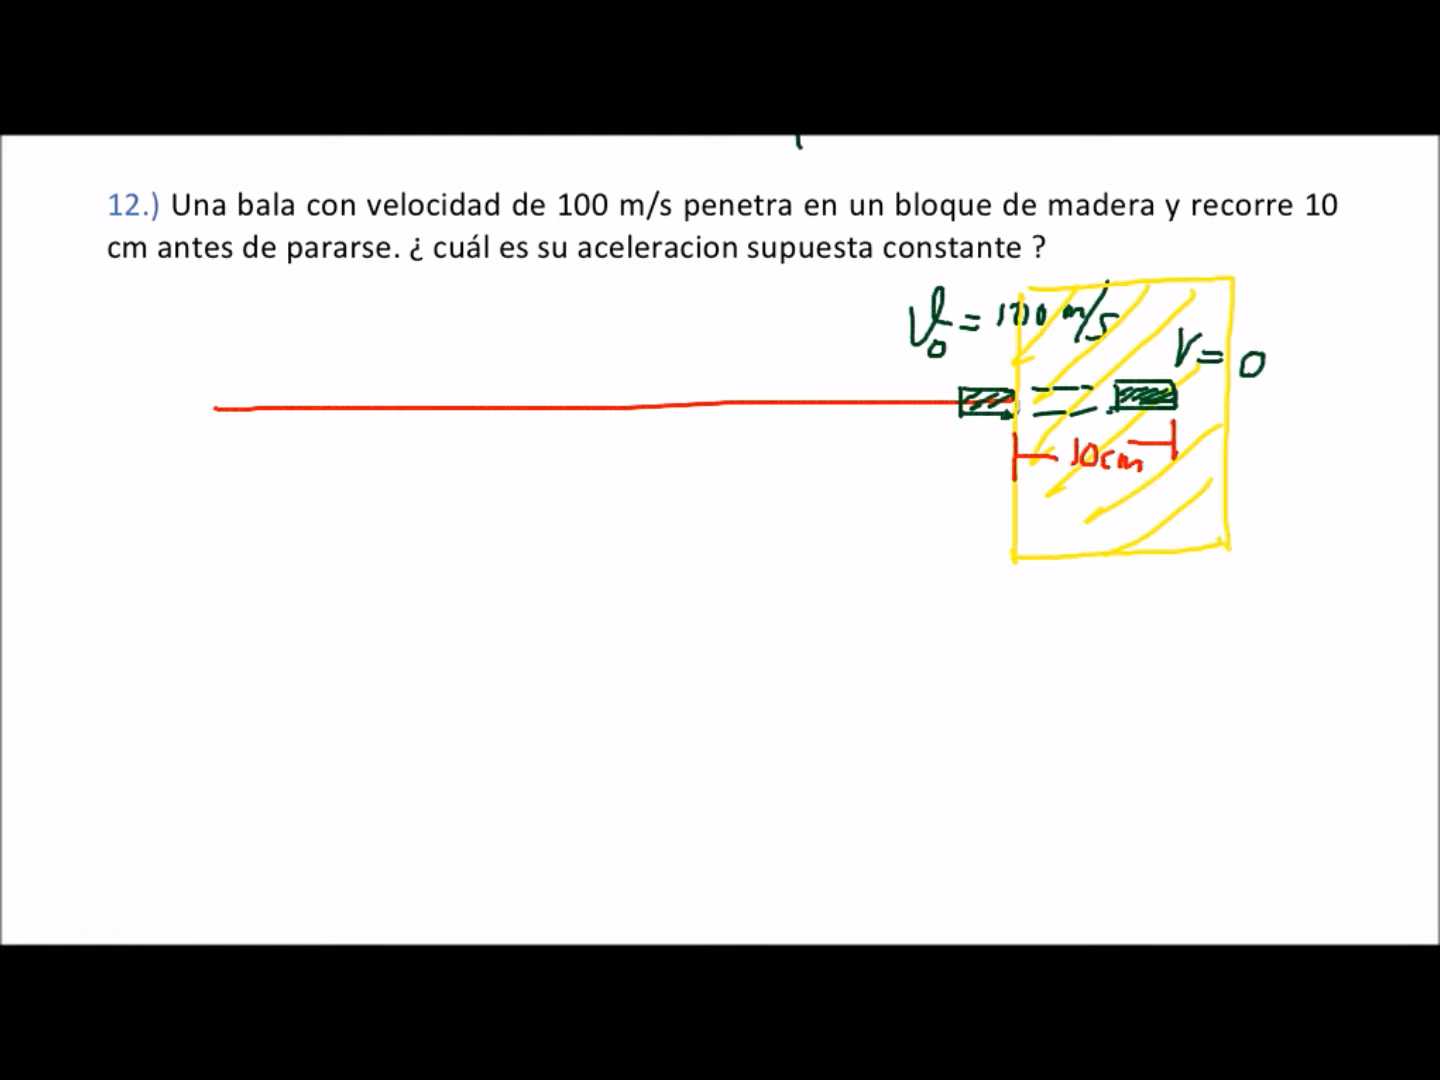 12.) Una bala con velocidad de 100 m/s penetra en un bloque de madera y recorre 10
cm antes de pararse. ¿ cuál es su aceleracion supuesta constante ?
V₀ = 100 m/s
V = 0
10cm